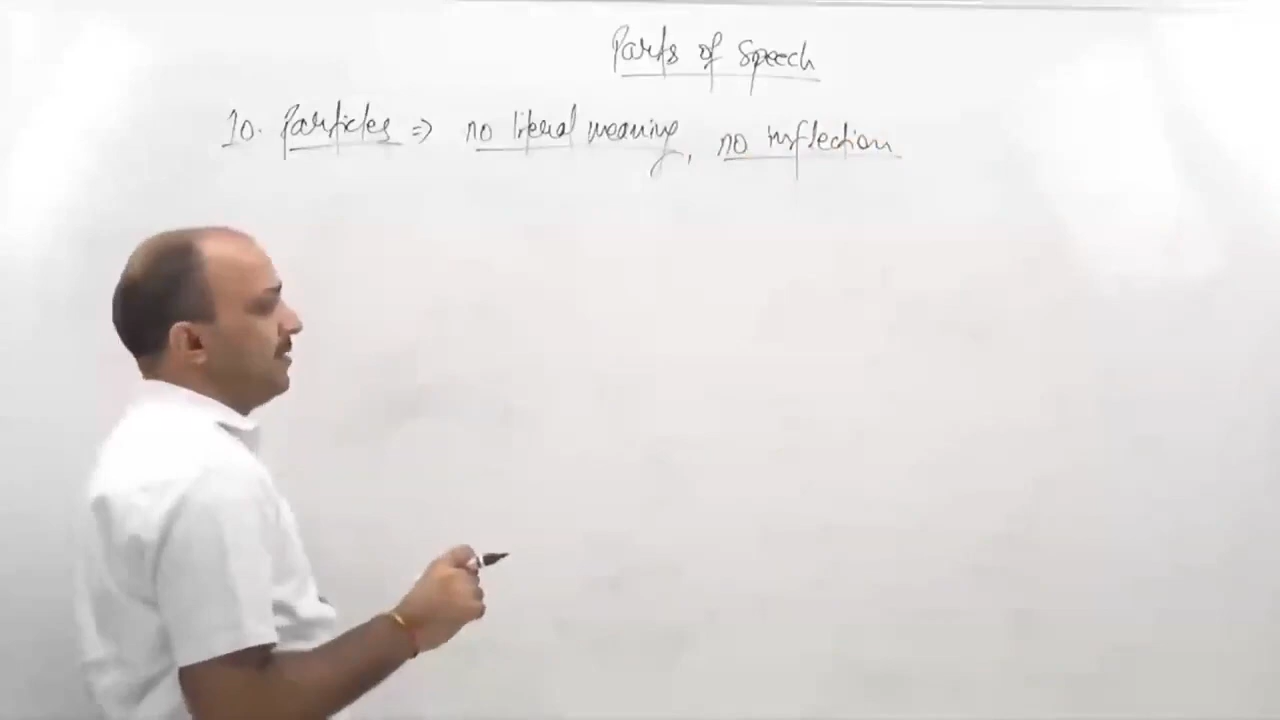 Parts of Speech
10. Particles => no literal meaning, no inflection